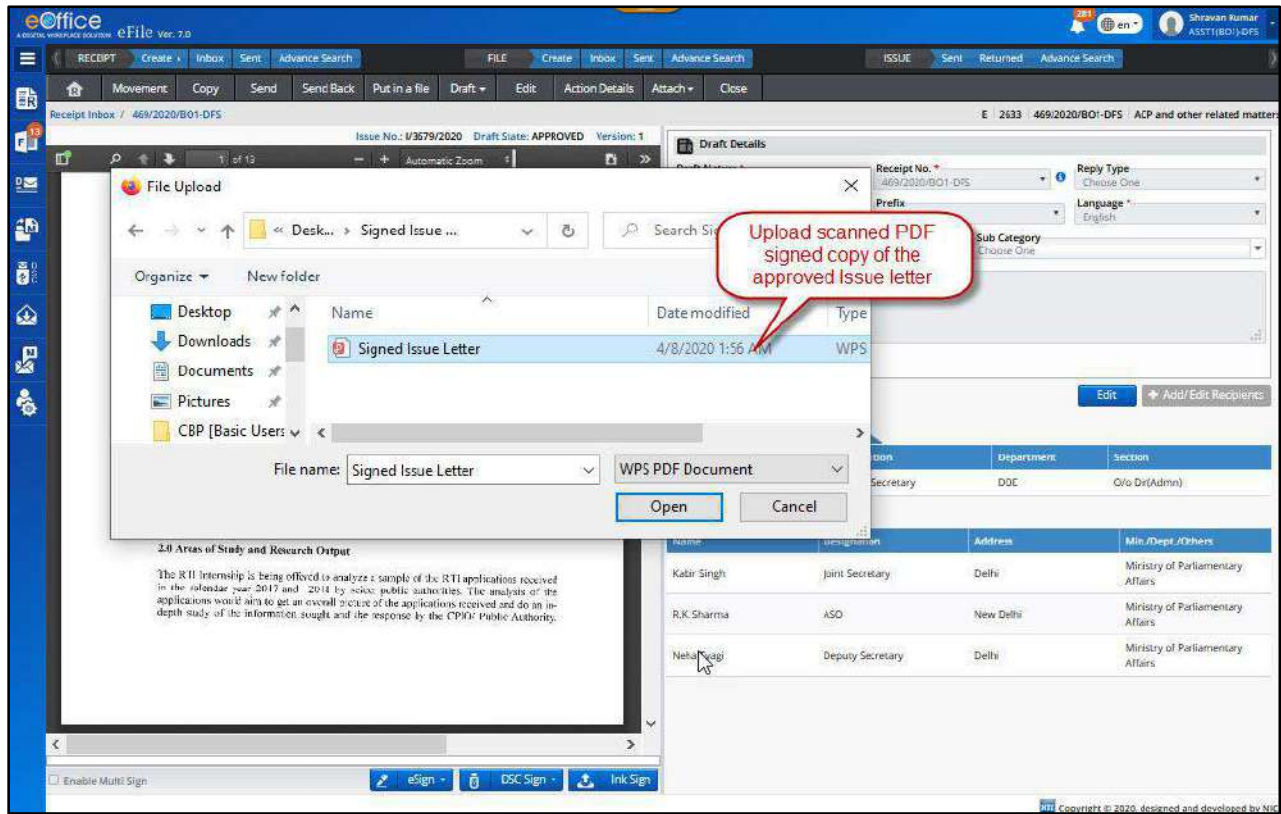 eOffice
A DIGITAL WORKPLACE SOLUTION
eFile Ver. 7.0
281
en
Shravan Kumar
ASST1(BO1)-DFS
RECEIPT Create Inbox Sent Advance Search
FILE Create Inbox Sent Advance Search
ISSUE Sent Returned Advance Search
Movement Copy Send Send Back Put in a file Draft Edit Action Details Attach Close
Receipt Inbox / 469/2020/BO1-DFS
E 2633 469/2020/BO1-DFS ACP and other related matters
13
Issue No.: I/3679/2020 Draft State: APPROVED Version: 1
1 of 13
Automatic Zoom
Draft Details
Receipt No. *
469/2020/BO1-DFS
Reply Type
Choose One
Prefix
Language *
English
Sub Category
Choose One
File Upload
« Desk... › Signed Issue ...
Upload scanned PDF
signed copy of the
approved Issue letter
Organize
New folder
Desktop
Downloads
Documents
Pictures
CBP [Basic Users
Name
Date modified
Type
Signed Issue Letter
4/8/2020 1:56 AM
WPS
File name:
Signed Issue Letter
WPS PDF Document
Open
Cancel
Edit
+ Add/Edit Recipients
Department
Section
Secretary
DOE
O/o Dir(Admn)
Name
Designation
Address
Min./Dept./Others
Kabir Singh
Joint Secretary
Delhi
Ministry of Parliamentary
Affairs
R.K. Sharma
ASO
New Delhi
Ministry of Parliamentary
Affairs
Neha Tyagi
Deputy Secretary
Delhi
Ministry of Parliamentary
Affairs
2.0 Areas of Study and Research Output
The RTI Internship is being offered to analyze a sample of the RTI applications received
in the calendar year 2017 and 2018 by select public authorities. The analysis of the
applications would aim to get an overall picture of the applications received and do an in-
depth study of the information sought and the response by the CPIO/ Public Authority.
Enable Multi Sign
eSign
DSC Sign
Ink Sign
Copyright © 2020, designed and developed by NIC